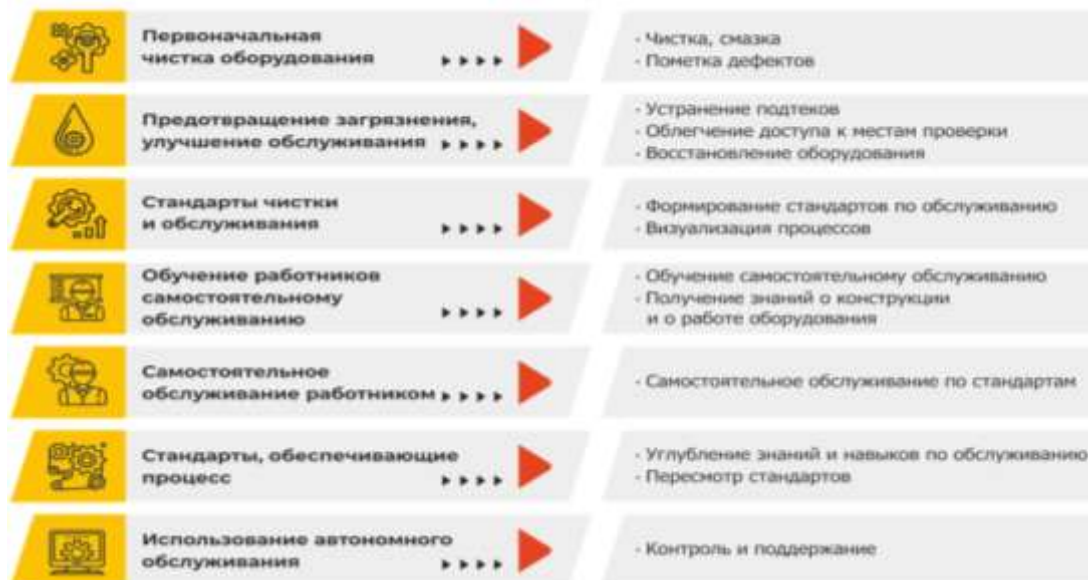 Первоначальная
чистка оборудования
- Чистка, смазка
- Пометка дефектов
Предотвращение загрязнения,
улучшение обслуживания
- Устранение подтеков
- Облегчение доступа к местам проверки
- Восстановление оборудования
Стандарты чистки
и обслуживания
- Формирование стандартов по обслуживанию
- Визуализация процессов
Обучение работников
самостоятельному
обслуживанию
- Обучение самостоятельному обслуживанию
- Получение знаний о конструкции
и о работе оборудования
Самостоятельное
обслуживание работником
- Самостоятельное обслуживание по стандартам
Стандарты, обеспечивающие
процесс
- Углубление знаний и навыков по обслуживанию
- Пересмотр стандартов
Использование автономного
обслуживания
- Контроль и поддержание